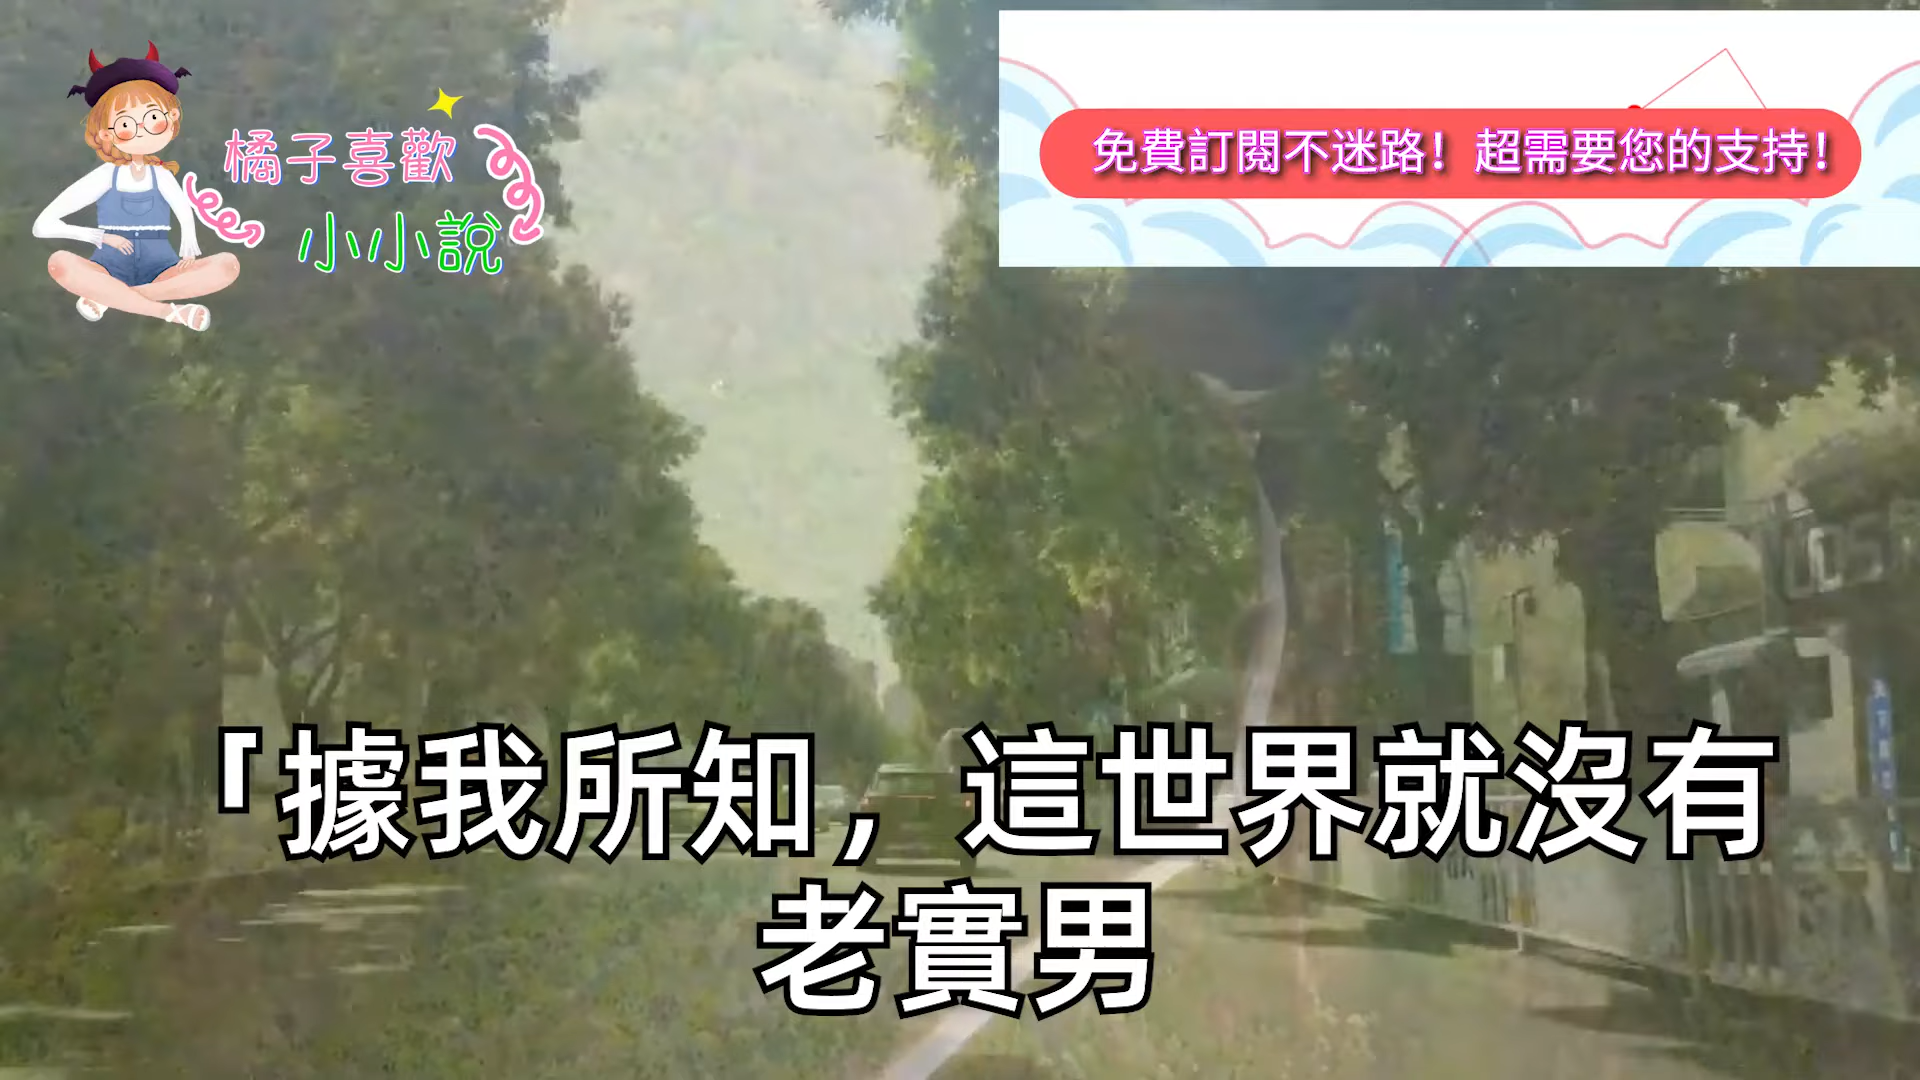 橘子喜歡
小小說
免費訂閱不迷路！超需要您的支持！
「據我所知，這世界就沒有
老實男